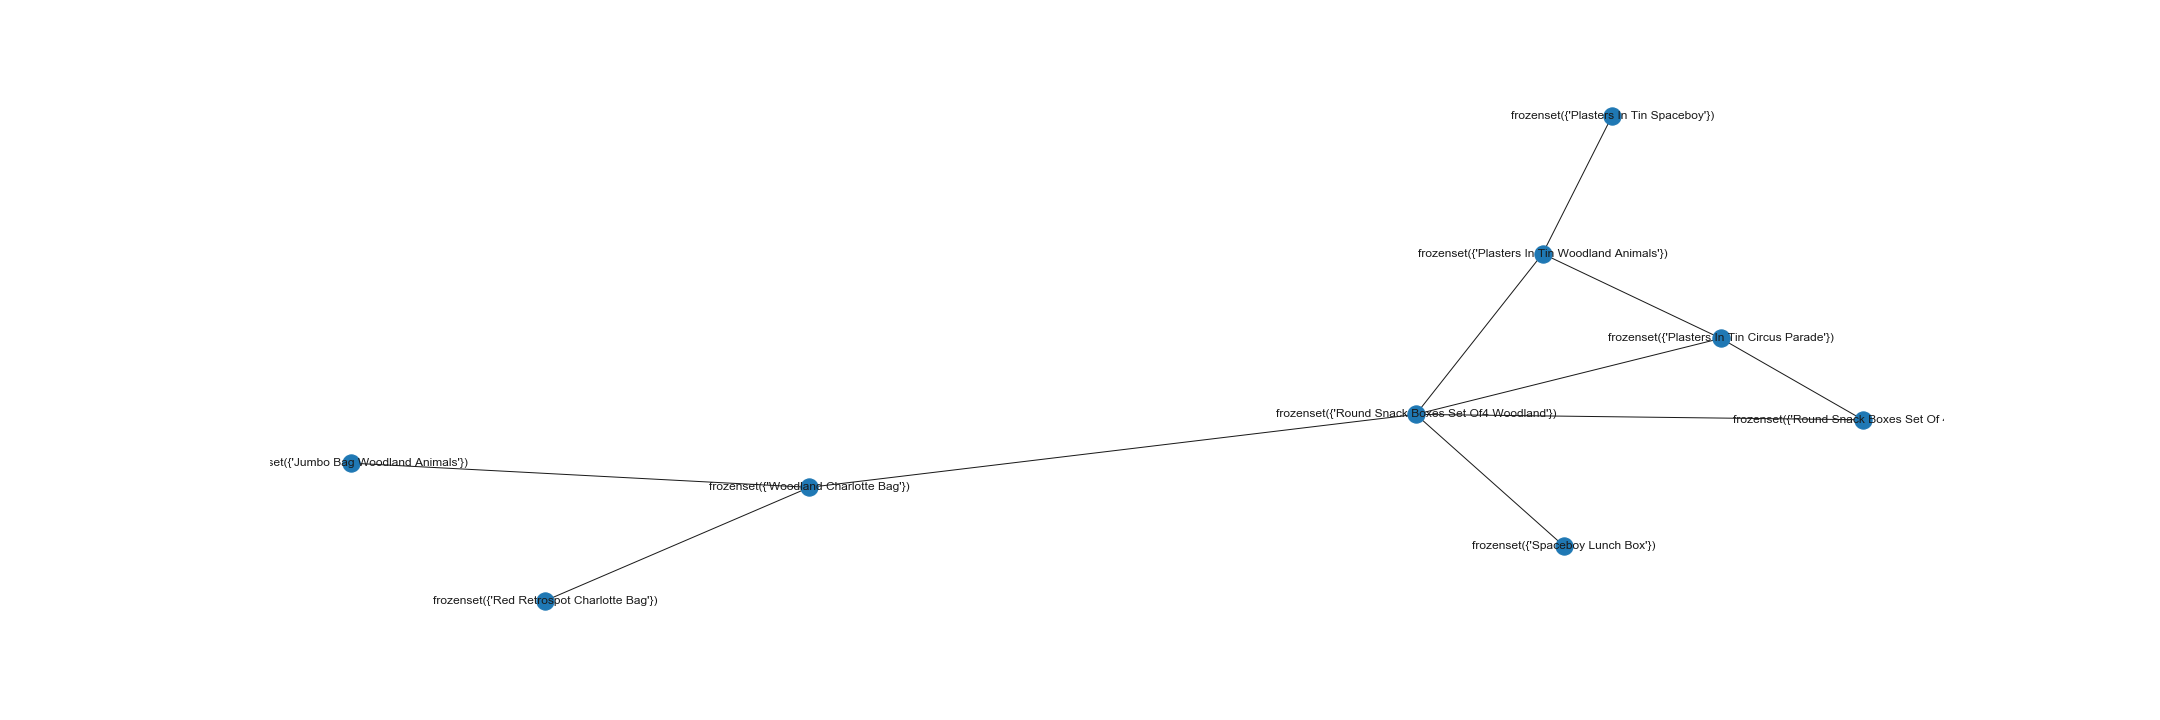 frozenset({'Plasters In Tin Spaceboy'})
frozenset({'Plasters In Tin Woodland Animals'})
frozenset({'Plasters In Tin Circus Parade'})
frozenset({'Round Snack Boxes Set Of4 Woodland'})
frozenset({'Round Snack Boxes Set Of
set({'Jumbo Bag Woodland Animals'})
frozenset({'Woodland Charlotte Bag'})
frozenset({'Spaceboy Lunch Box'})
frozenset({'Red Retrospot Charlotte Bag'})